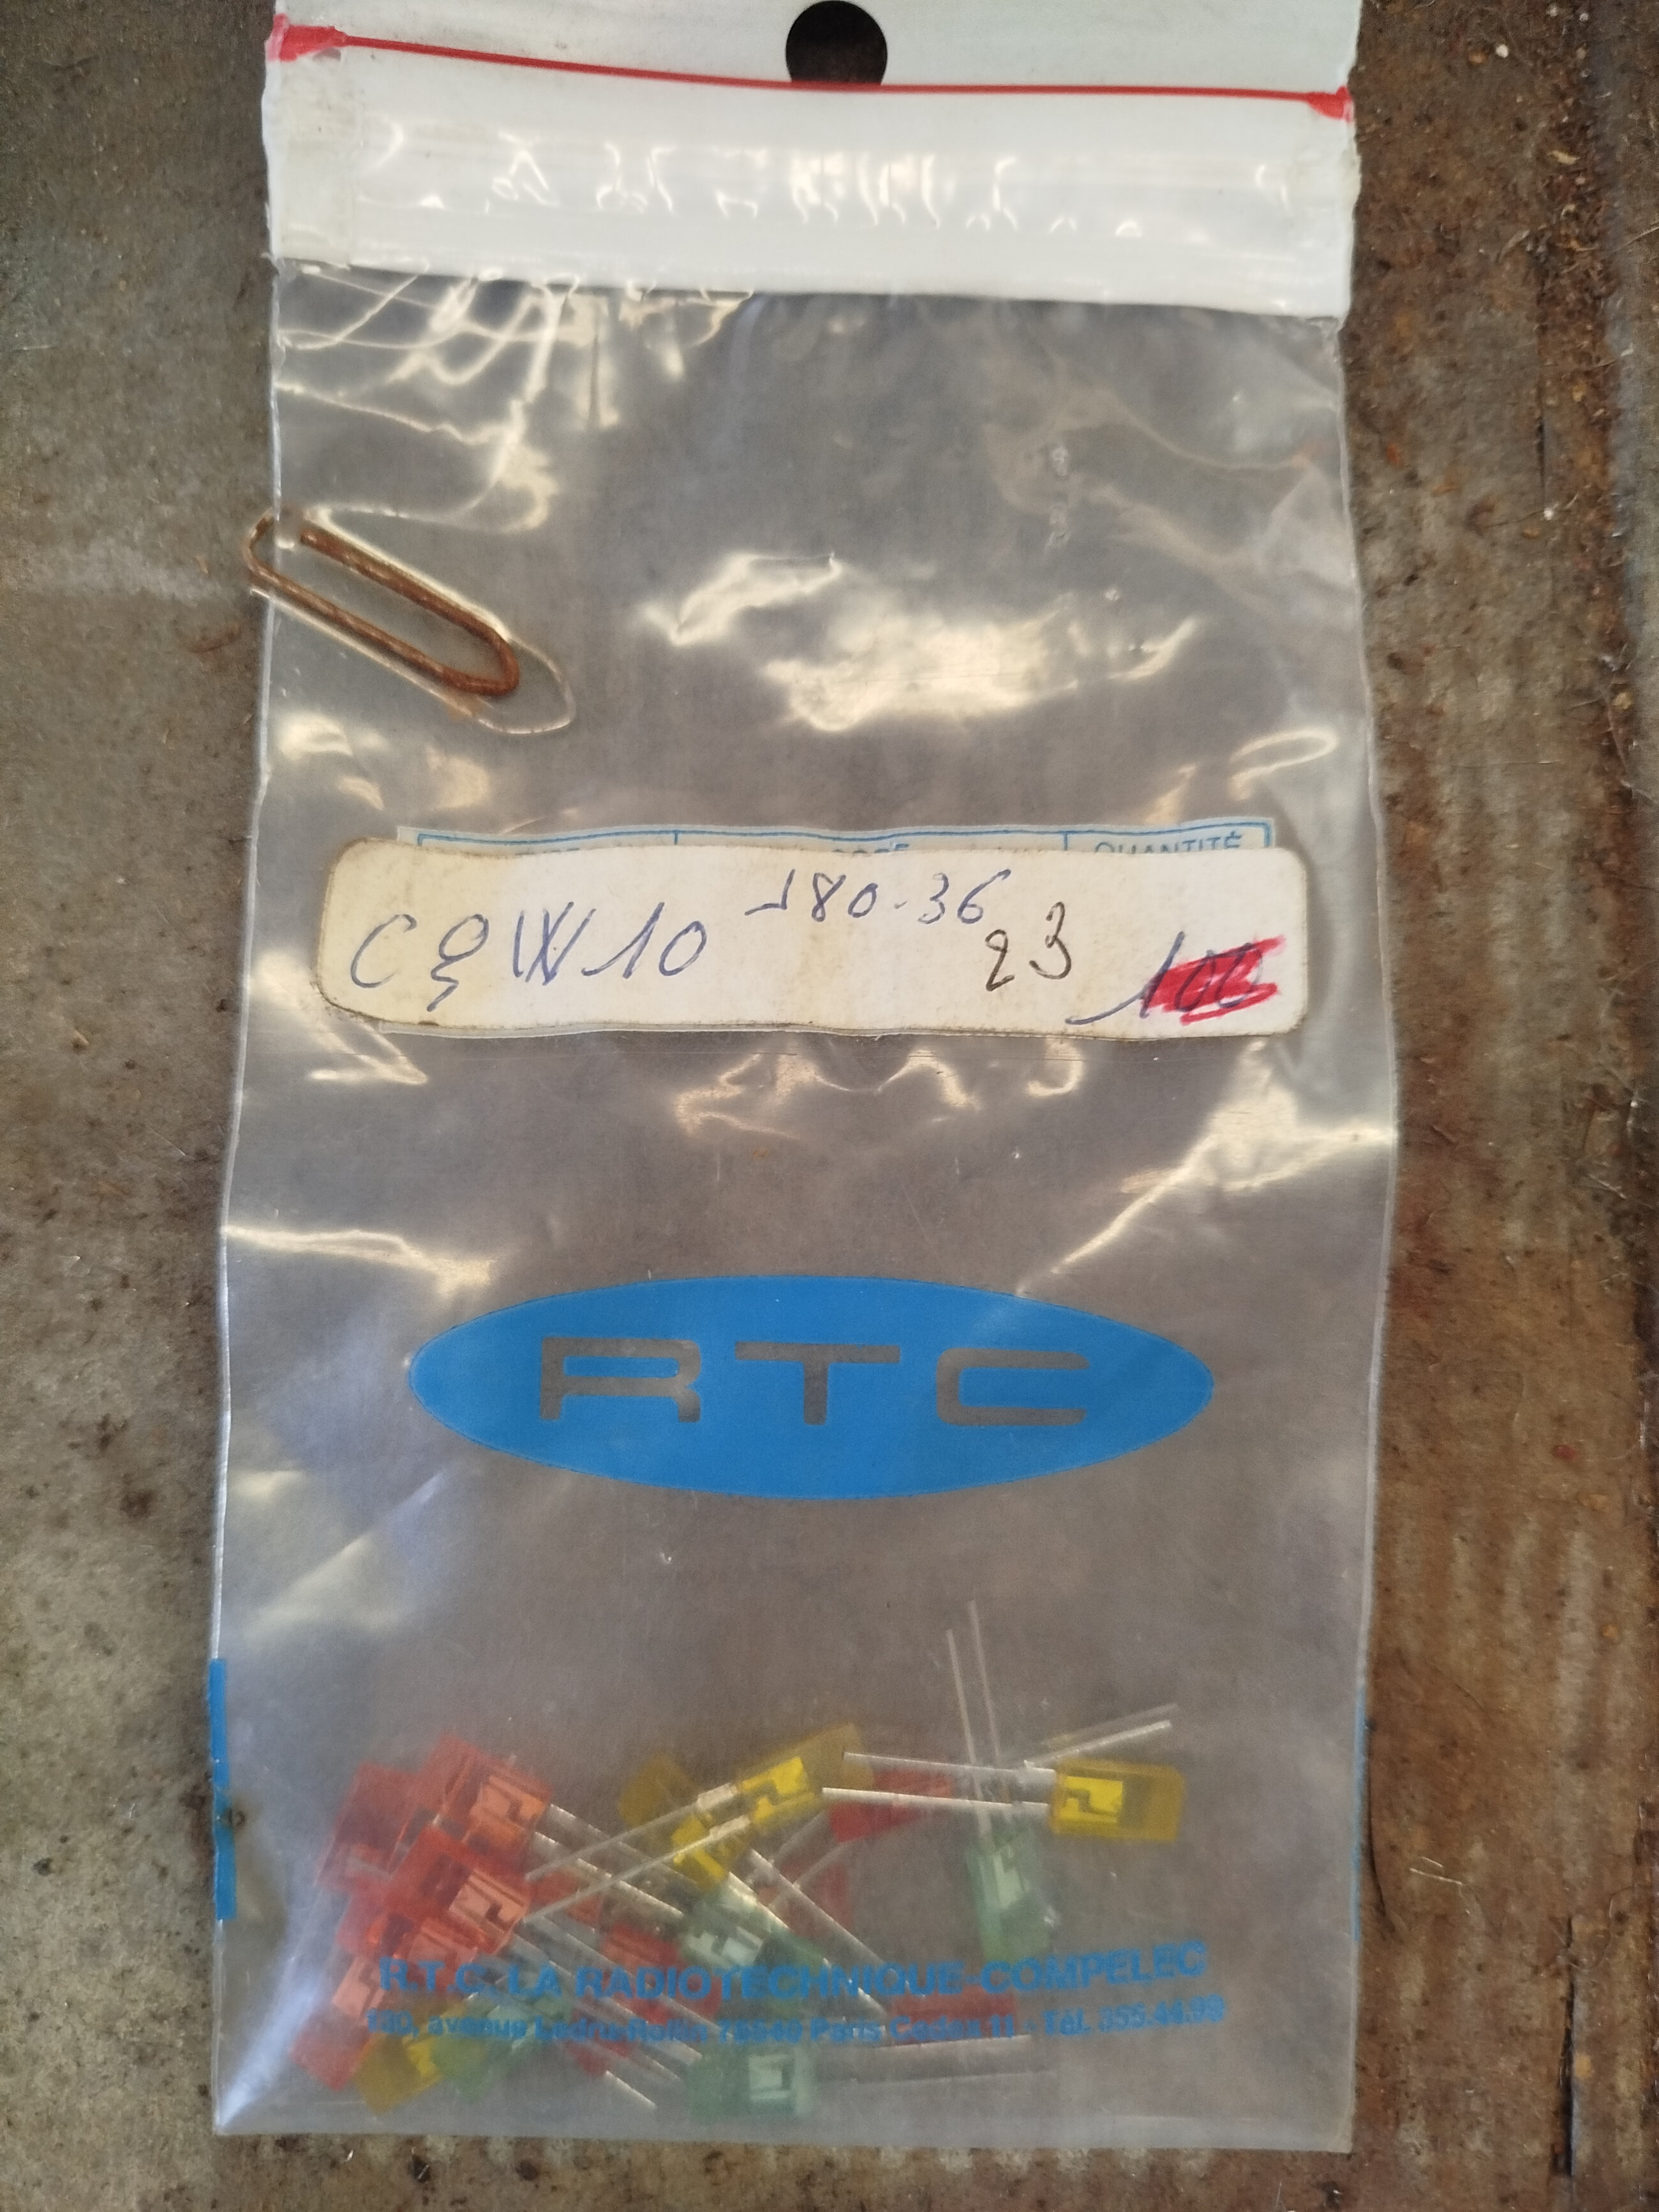 QUANTITÉ
CQW10 180.36 23 100
RTC
R.T.C. LA RADIOTECHNIQUE-COMPELEC
130, avenue Ledru-Rollin 75540 Paris Cedex 11 - Tél. 355.44.99